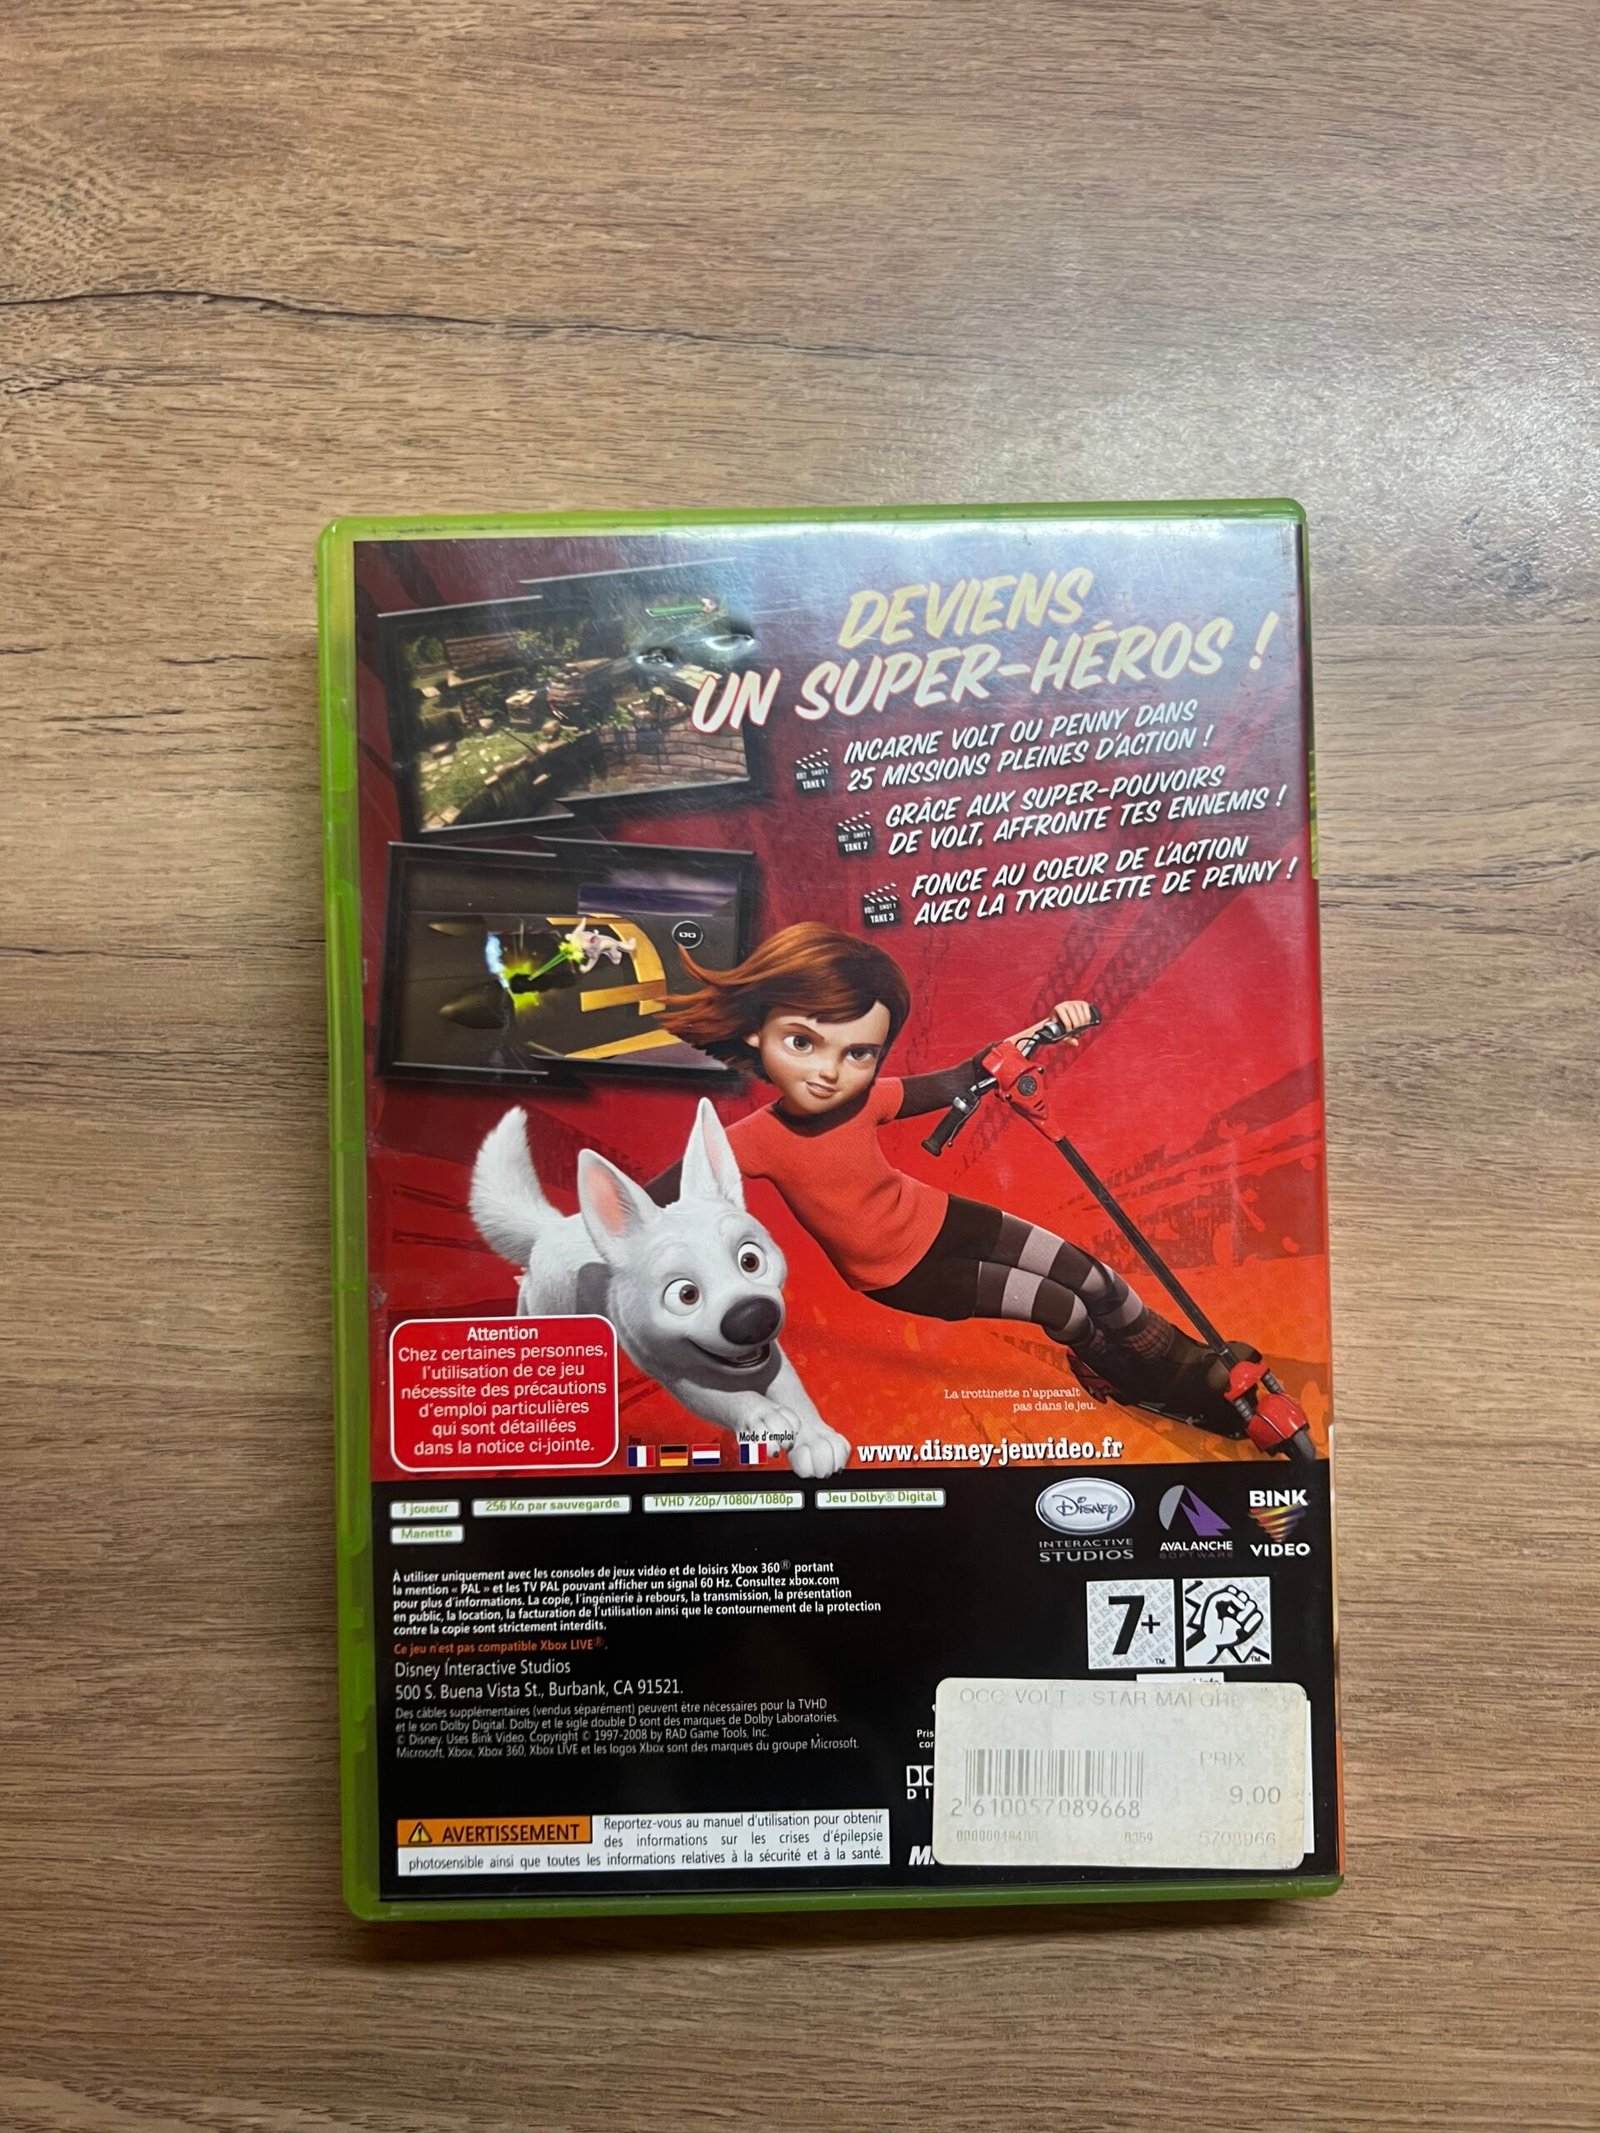 DEVIENS
UN SUPER-HÉROS !
INCARNE VOLT OU PENNY DANS
25 MISSIONS PLEINES D'ACTION !
TAKE 1
GRÂCE AUX SUPER-POUVOIRS
DE VOLT, AFFRONTE TES ENNEMIS !
TAKE 2
FONCE AU COEUR DE L'ACTION
AVEC LA TYROULETTE DE PENNY !
TAKE 3
Attention
Chez certaines personnes,
l'utilisation de ce jeu
nécessite des précautions
d'emploi particulières
qui sont détaillées
dans la notice ci-jointe.
La trottinette n'apparaît
pas dans le jeu.
Jeu
Mode d'emploi
www.disney-jeuvideo.fr
1 joueur
256 Ko par sauvegarde
TVHD 720p/1080i/1080p
Jeu Dolby® Digital
Manette
Disney
INTERACTIVE
STUDIOS
AVALANCHE
SOFTWARE
BINK
VIDEO
À utiliser uniquement avec les consoles de jeux vidéo et de loisirs Xbox 360® portant
la mention « PAL » et les TV PAL pouvant afficher un signal 60 Hz. Consultez xbox.com
pour plus d'informations. La copie, l'ingénierie à rebours, la transmission, la présentation
en public, la location, la facturation de l'utilisation ainsi que le contournement de la protection
contre la copie sont strictement interdits.
Ce jeu n'est pas compatible Xbox LIVE®.
7+
TM
TM
Disney Interactive Studios
500 S. Buena Vista St., Burbank, CA 91521.
Des câbles supplémentaires (vendus séparément) peuvent être nécessaires pour la TVHD
et le son Dolby Digital. Dolby et le sigle double D sont des marques de Dolby Laboratories.
© Disney. Uses Bink Video. Copyright © 1997-2008 by RAD Game Tools, Inc.
Microsoft, Xbox, Xbox 360, Xbox LIVE et les logos Xbox sont des marques du groupe Microsoft.
OCC VOLT : STAR MALGRE
PRIX
9,00
2 610057089668
0359
5708966
AVERTISSEMENT
Reportez-vous au manuel d'utilisation pour obtenir
des informations sur les crises d'épilepsie
photosensible ainsi que toutes les informations relatives à la sécurité et à la santé.